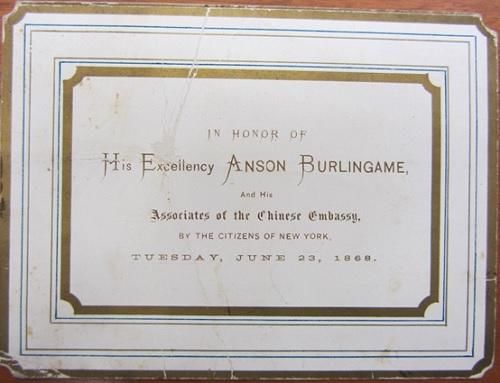 IN HONOR OF
His Excellency ANSON BURLINGAME,
And His
Associates of the Chinese Embassy,
BY THE CITIZENS OF NEW YORK,
TUESDAY, JUNE 23, 1868.